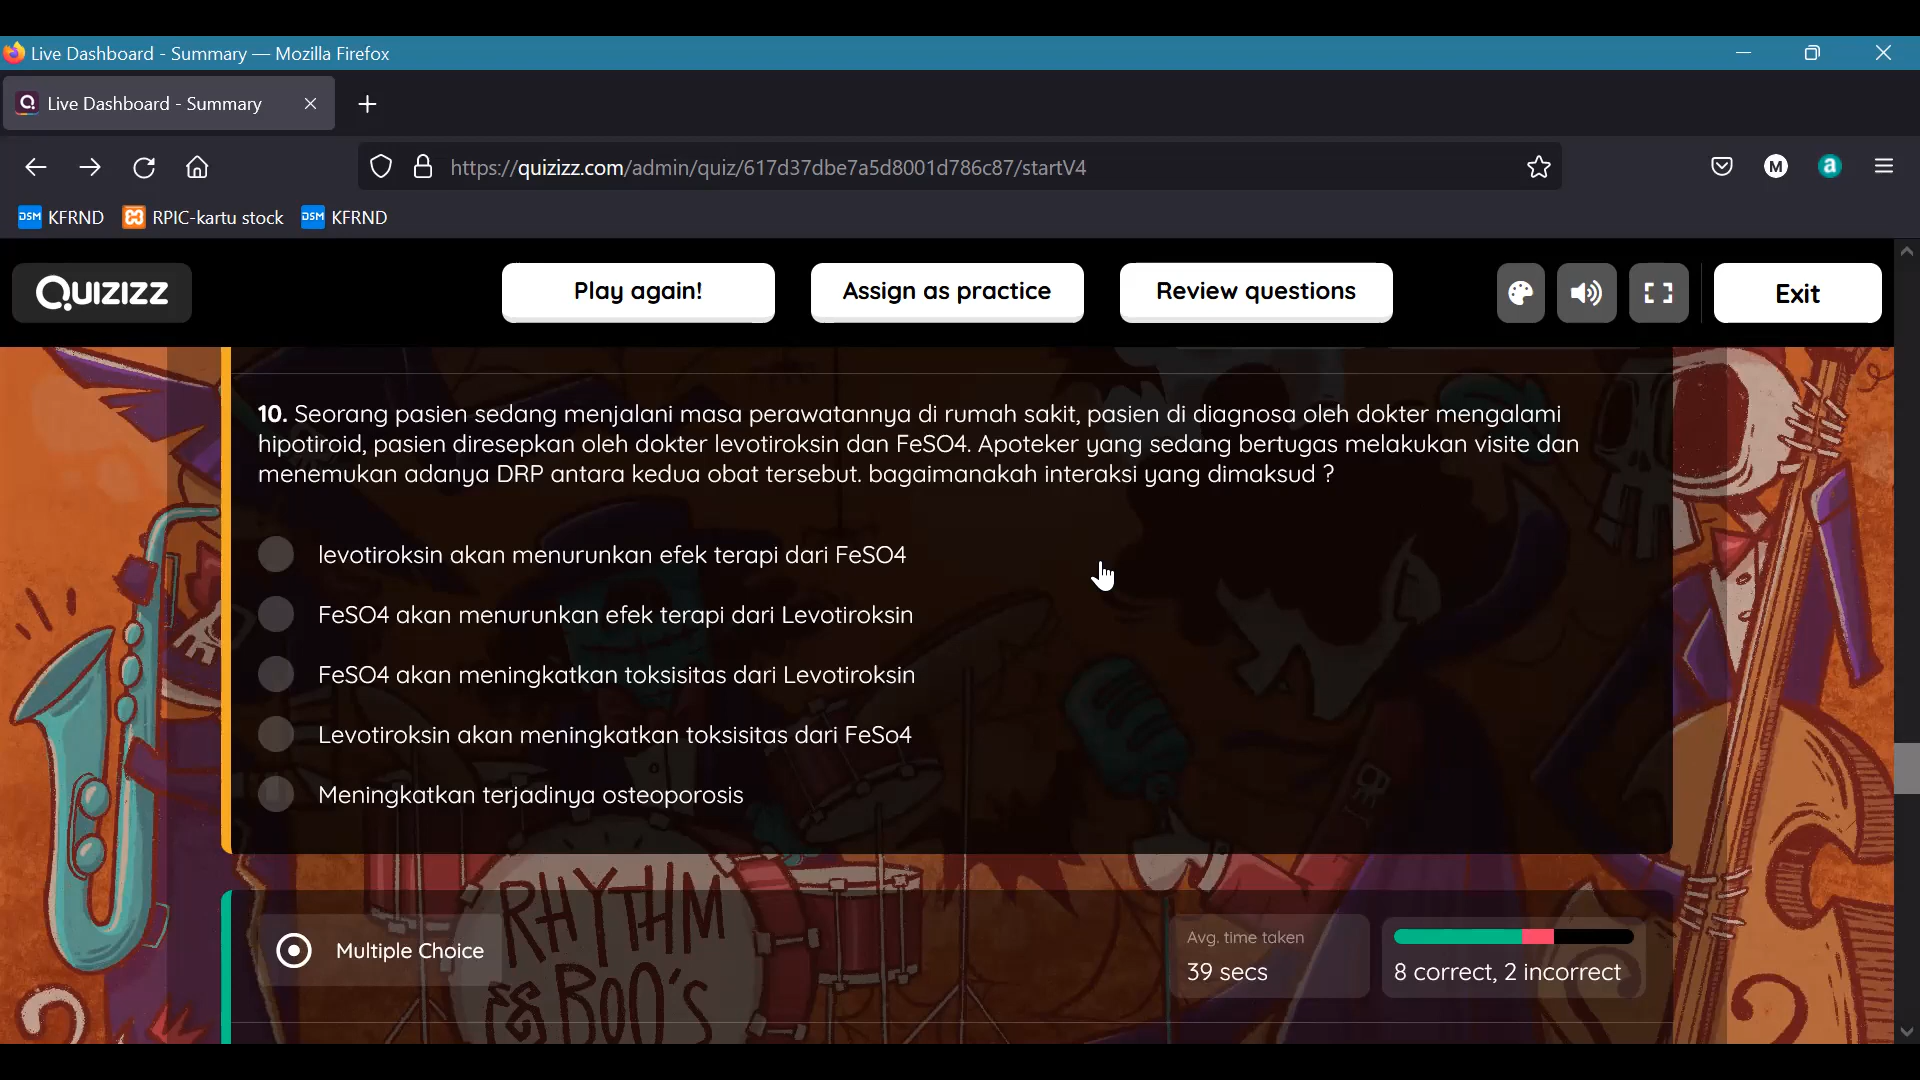 Live Dashboard - Summary — Mozilla Firefox
Live Dashboard - Summary
https://quizizz.com/admin/quiz/617d37dbe7a5d8001d786c87/startV4
M
a
DSM KFRND RPIC-kartu stock DSM KFRND
QUIZIZZ
Play again!
Assign as practice
Review questions
Exit
10. Seorang pasien sedang menjalani masa perawatannya di rumah sakit, pasien di diagnosa oleh dokter mengalami
hipotiroid, pasien diresepkan oleh dokter levotiroksin dan FeSO4. Apoteker yang sedang bertugas melakukan visite dan
menemukan adanya DRP antara kedua obat tersebut. bagaimanakah interaksi yang dimaksud ?
levotiroksin akan menurunkan efek terapi dari FeSO4
FeSO4 akan menurunkan efek terapi dari Levotiroksin
FeSO4 akan meningkatkan toksisitas dari Levotiroksin
Levotiroksin akan meningkatkan toksisitas dari FeSo4
Meningkatkan terjadinya osteoporosis
RHYTHM
& BOO'S
Multiple Choice
Avg. time taken
39 secs
8 correct, 2 incorrect